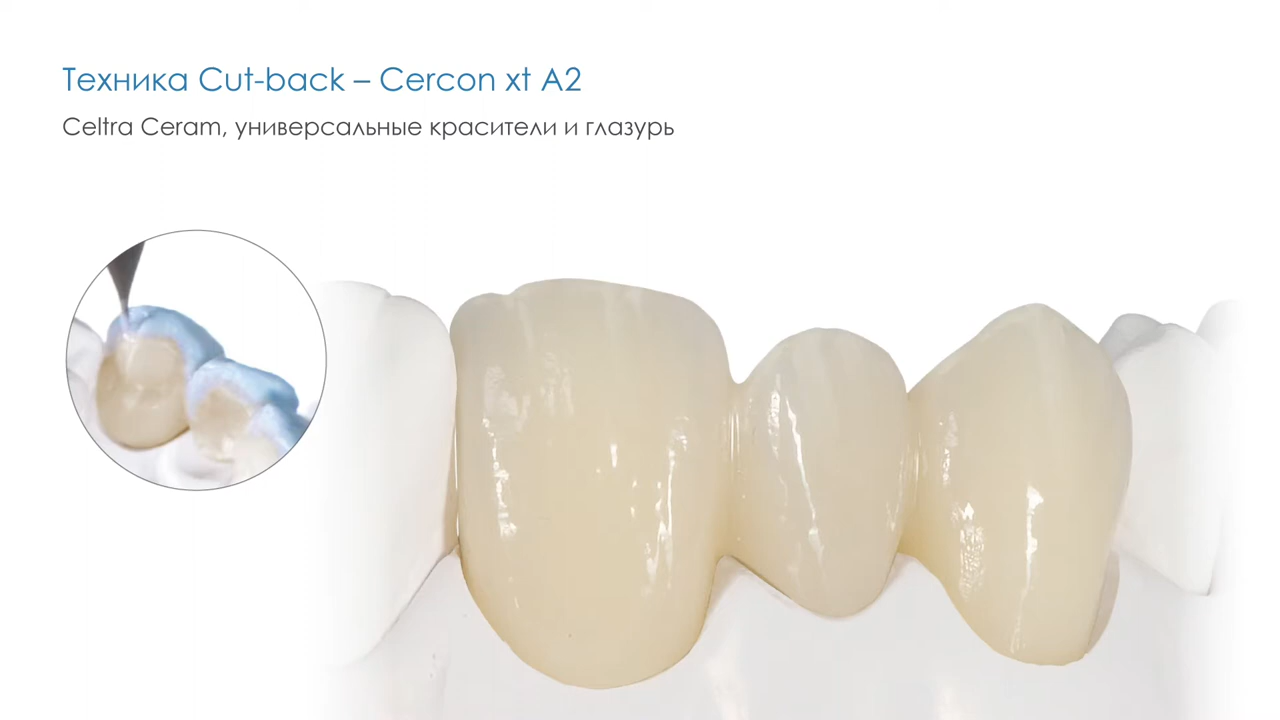 Техника Cut-back – Cercon xt A2
Celtra Ceram, универсальные красители и глазурь